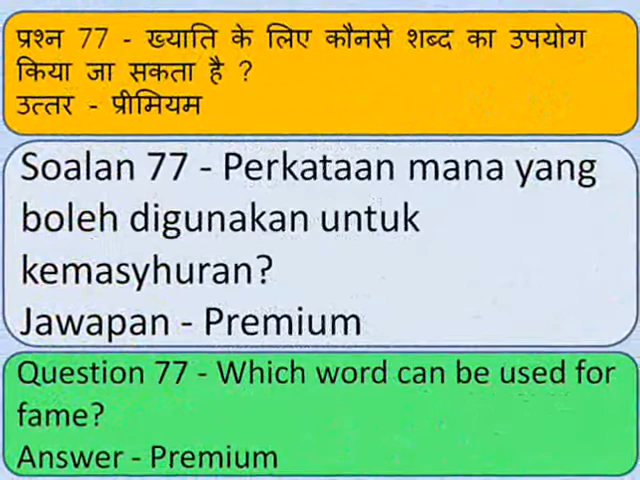 प्रश्न 77 - ख्याति के लिए कौनसे शब्द का उपयोग
किया जा सकता है ?
उत्तर - प्रीमियम
Soalan 77 - Perkataan mana yang
boleh digunakan untuk
kemasyhuran?
Jawapan - Premium
Question 77 - Which word can be used for
fame?
Answer - Premium